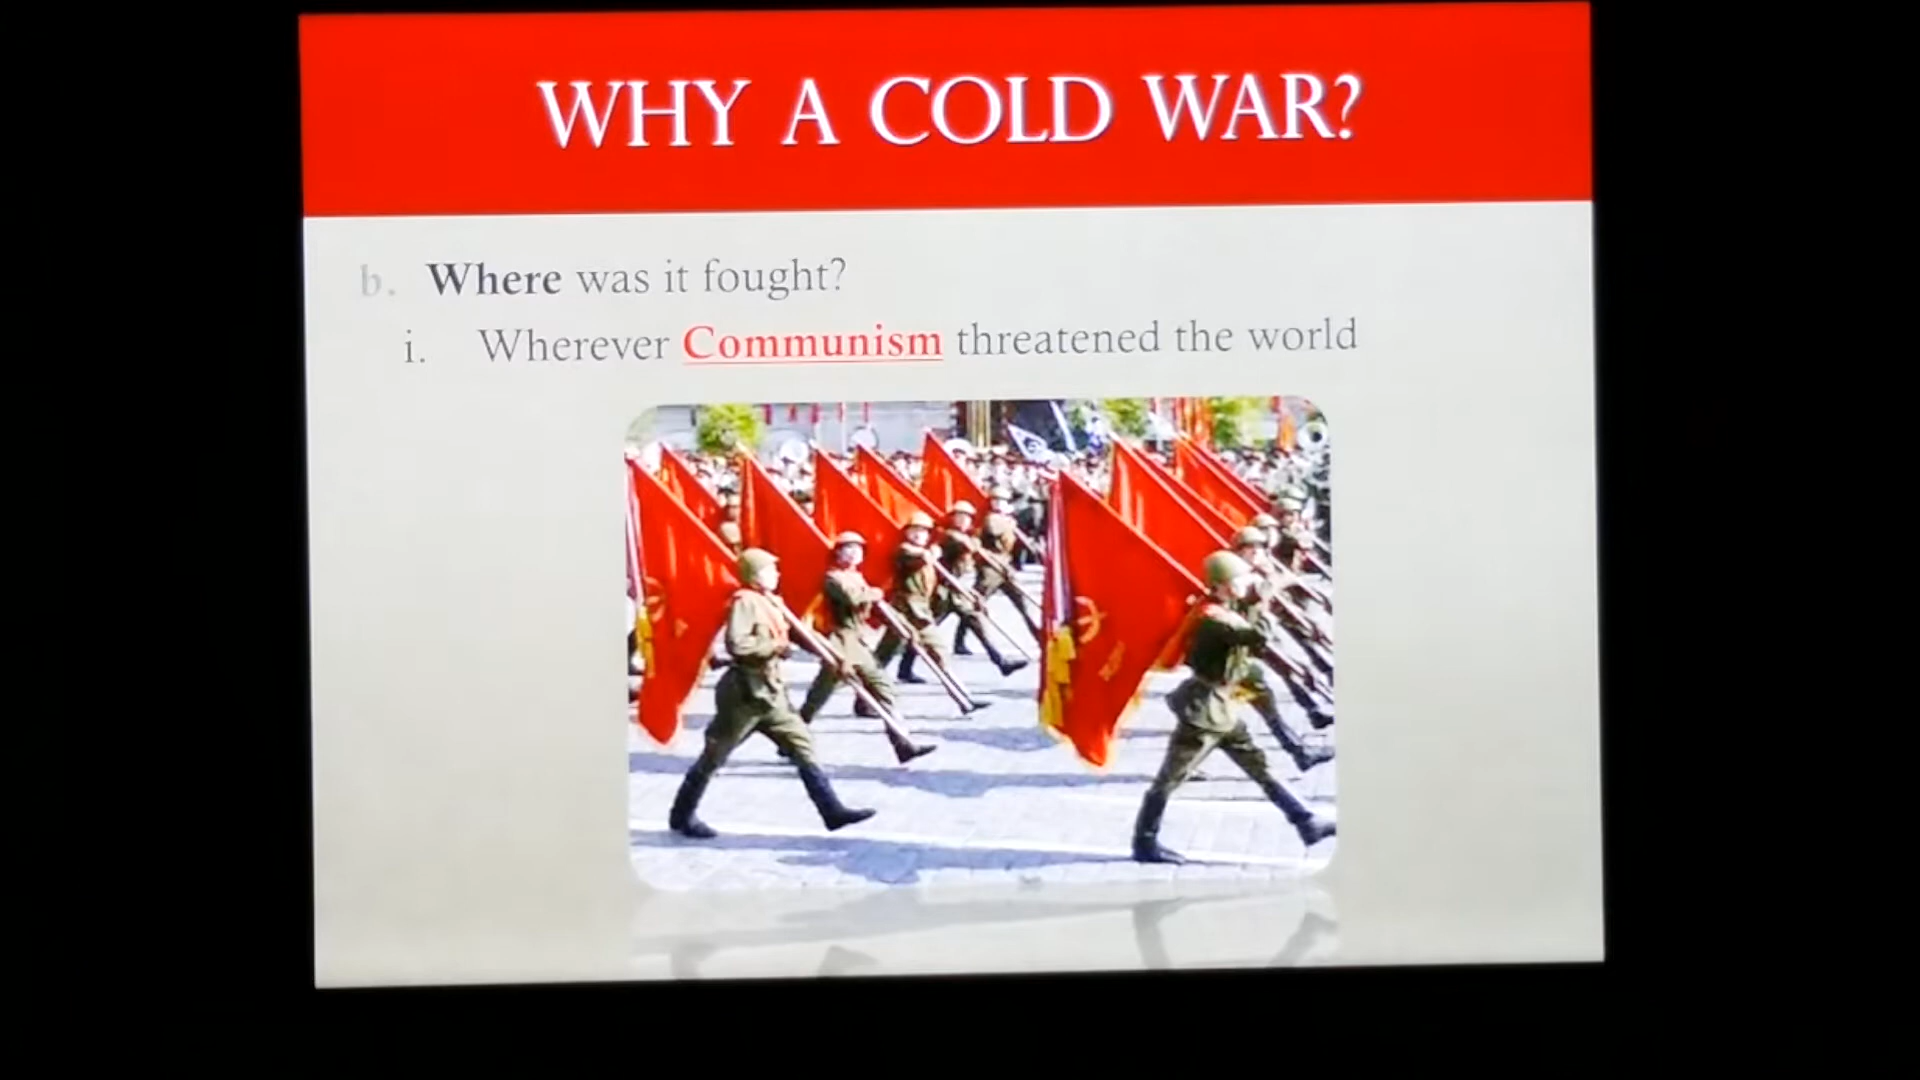 WHY A COLD WAR?
b. Where was it fought?
i. Wherever Communism threatened the world